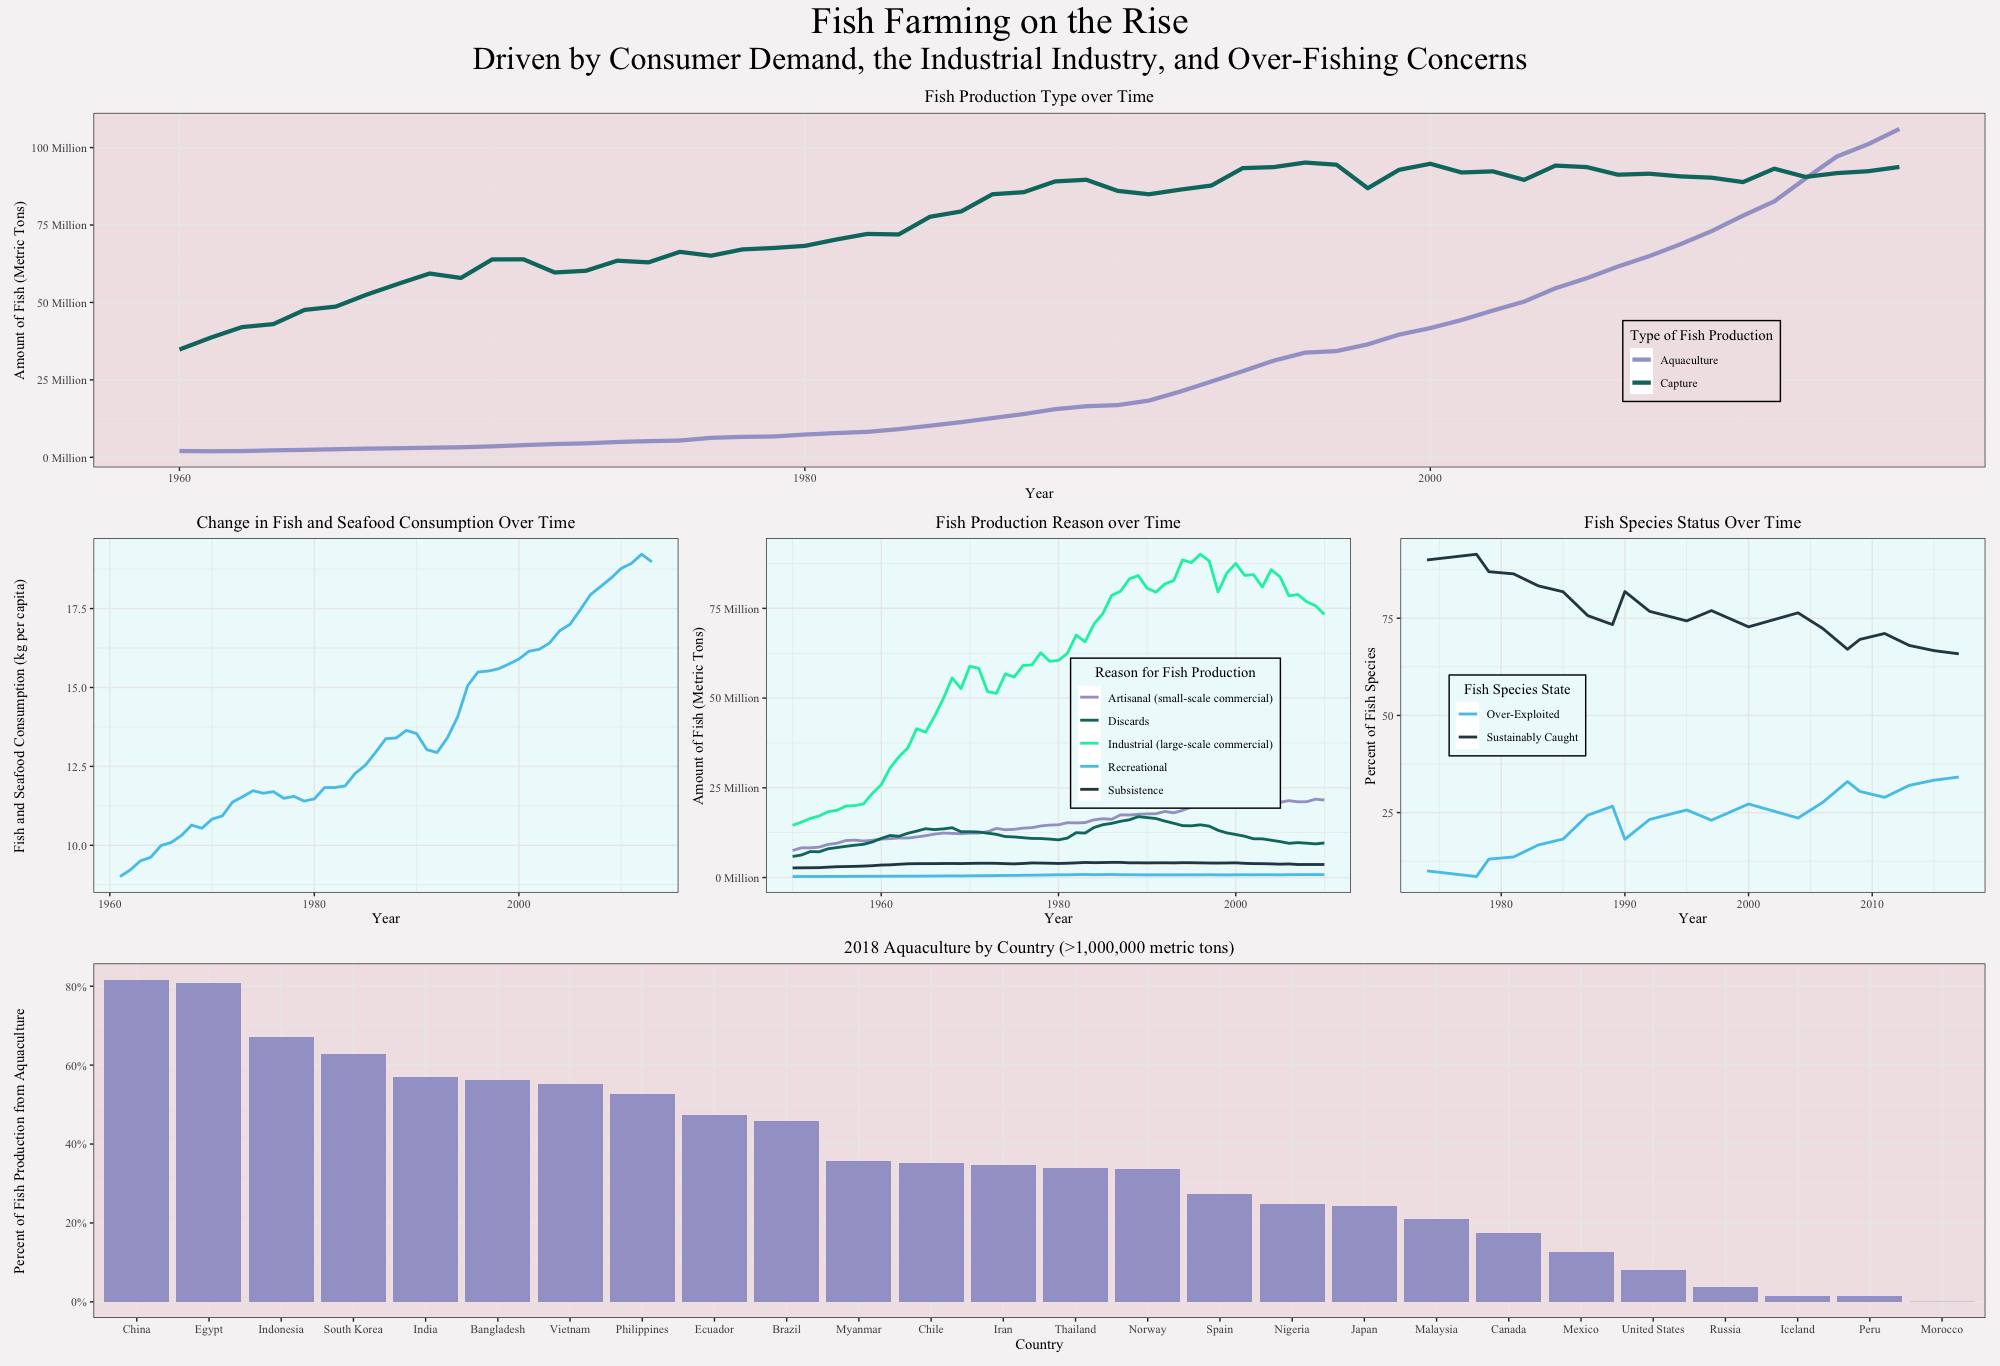 Fish Farming on the Rise
Driven by Consumer Demand, the Industrial Industry, and Over-Fishing Concerns
Fish Production Type over Time
Amount of Fish (Metric Tons)
100 Million
75 Million
50 Million
25 Million
0 Million
Type of Fish Production
Aquaculture
Capture
1960 1980 2000
Year
Change in Fish and Seafood Consumption Over Time
Fish and Seafood Consumption (kg per capita)
17.5
15.0
12.5
10.0
1960 1980 2000
Year
Fish Production Reason over Time
Amount of Fish (Metric Tons)
75 Million
50 Million
25 Million
0 Million
Reason for Fish Production
Artisanal (small-scale commercial)
Discards
Industrial (large-scale commercial)
Recreational
Subsistence
1960 1980 2000
Year
Fish Species Status Over Time
Percent of Fish Species
75
50
25
Fish Species State
Over-Exploited
Sustainably Caught
1980 1990 2000 2010
Year
2018 Aquaculture by Country (>1,000,000 metric tons)
Percent of Fish Production from Aquaculture
80%
60%
40%
20%
0%
China Egypt Indonesia South Korea India Bangladesh Vietnam Philippines Ecuador Brazil Myanmar Chile Iran Thailand Norway Spain Nigeria Japan Malaysia Canada Mexico United States Russia Iceland Peru Morocco
Country